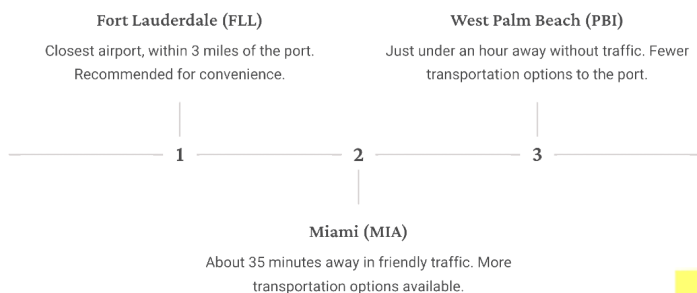 Fort Lauderdale (FLL)
Closest airport, within 3 miles of the port.
Recommended for convenience.
West Palm Beach (PBI)
Just under an hour away without traffic. Fewer
transportation options to the port.
1
2
3
Miami (MIA)
About 35 minutes away in friendly traffic. More
transportation options available.